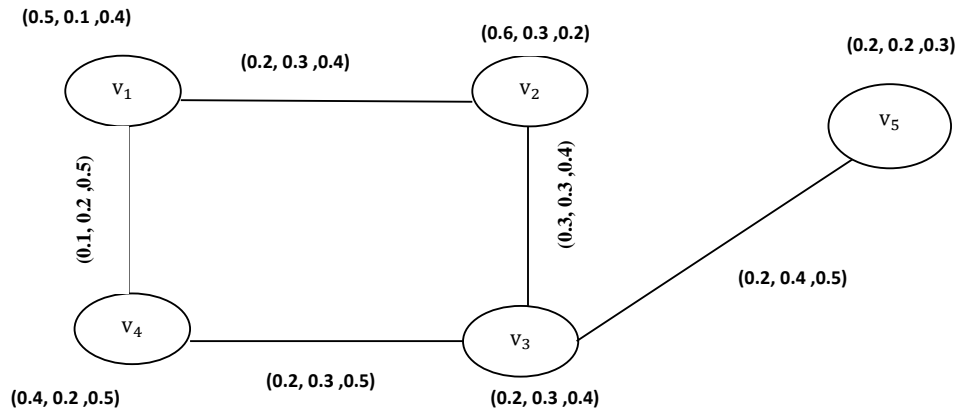 (0.5, 0.1 ,0.4)
(0.6, 0.3 ,0.2)
(0.2, 0.2 ,0.3)
(0.2, 0.3 ,0.4)
v1
v2
v5
(0.1, 0.2 ,0.5)
(0.3, 0.3 ,0.4)
(0.2, 0.4 ,0.5)
v4
v3
(0.2, 0.3 ,0.5)
(0.4, 0.2 ,0.5)
(0.2, 0.3 ,0.4)